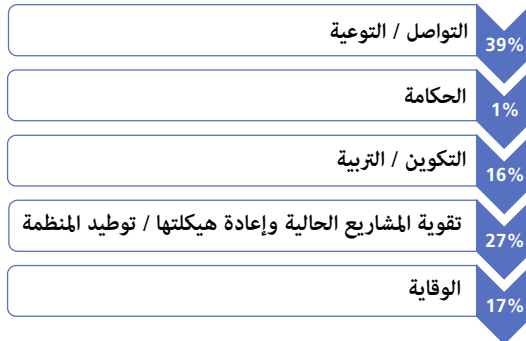 التواصل / التوعية
39%
الحكامة
1%
التكوين / التربية
16%
تقوية المشاريع الحالية وإعادة هيكلتها / توطيد المنظمة
27%
الوقاية
17%